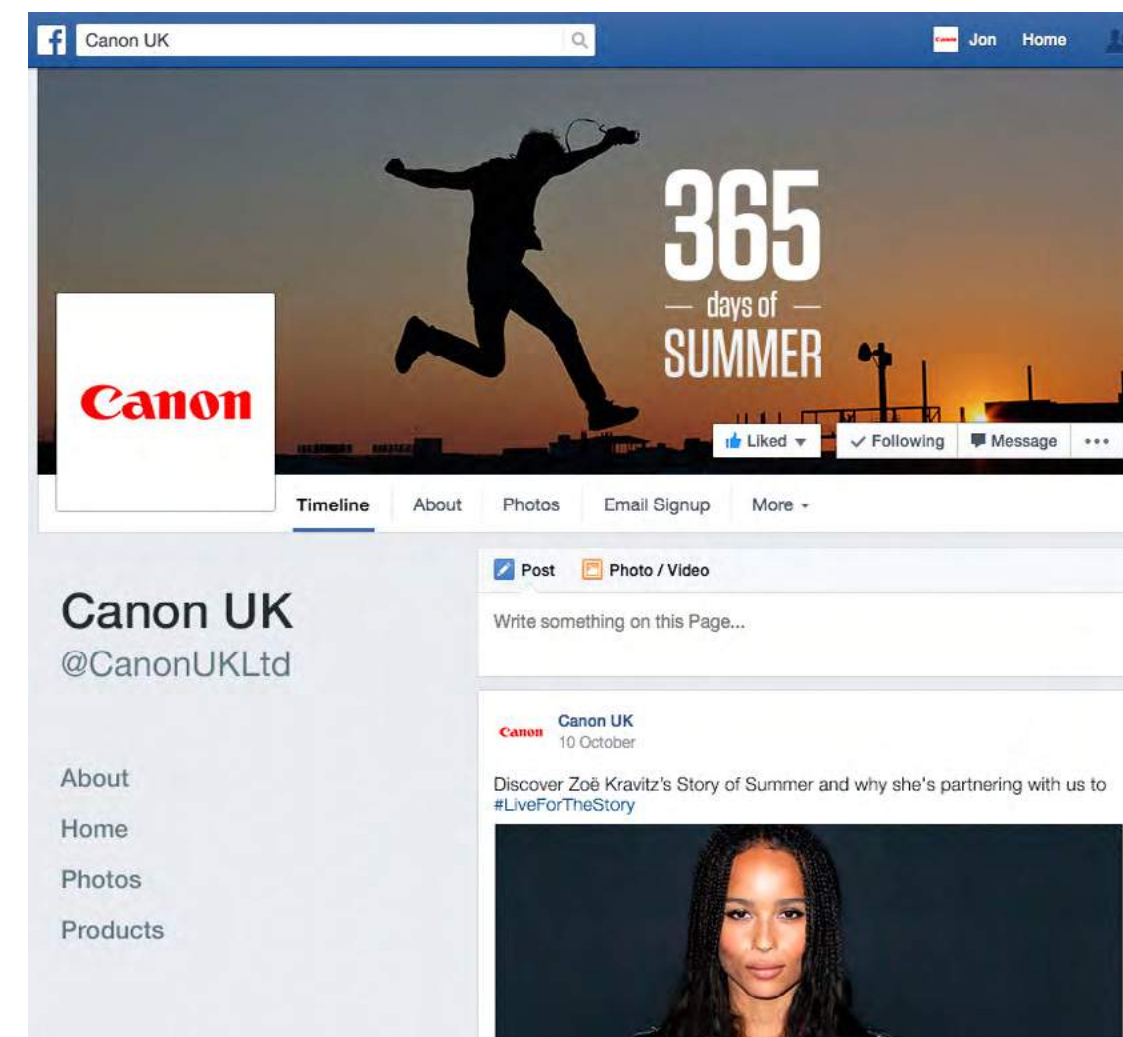 f Canon UK
Canon Jon Home
365
days of
SUMMER
Canon
Liked Following Message
Timeline About Photos Email Signup More
Post Photo / Video
Write something on this Page...
Canon UK
@CanonUKLtd
About
Home
Photos
Products
Canon
Canon UK
10 October
Discover Zoë Kravitz's Story of Summer and why she's partnering with us to
#LiveForTheStory